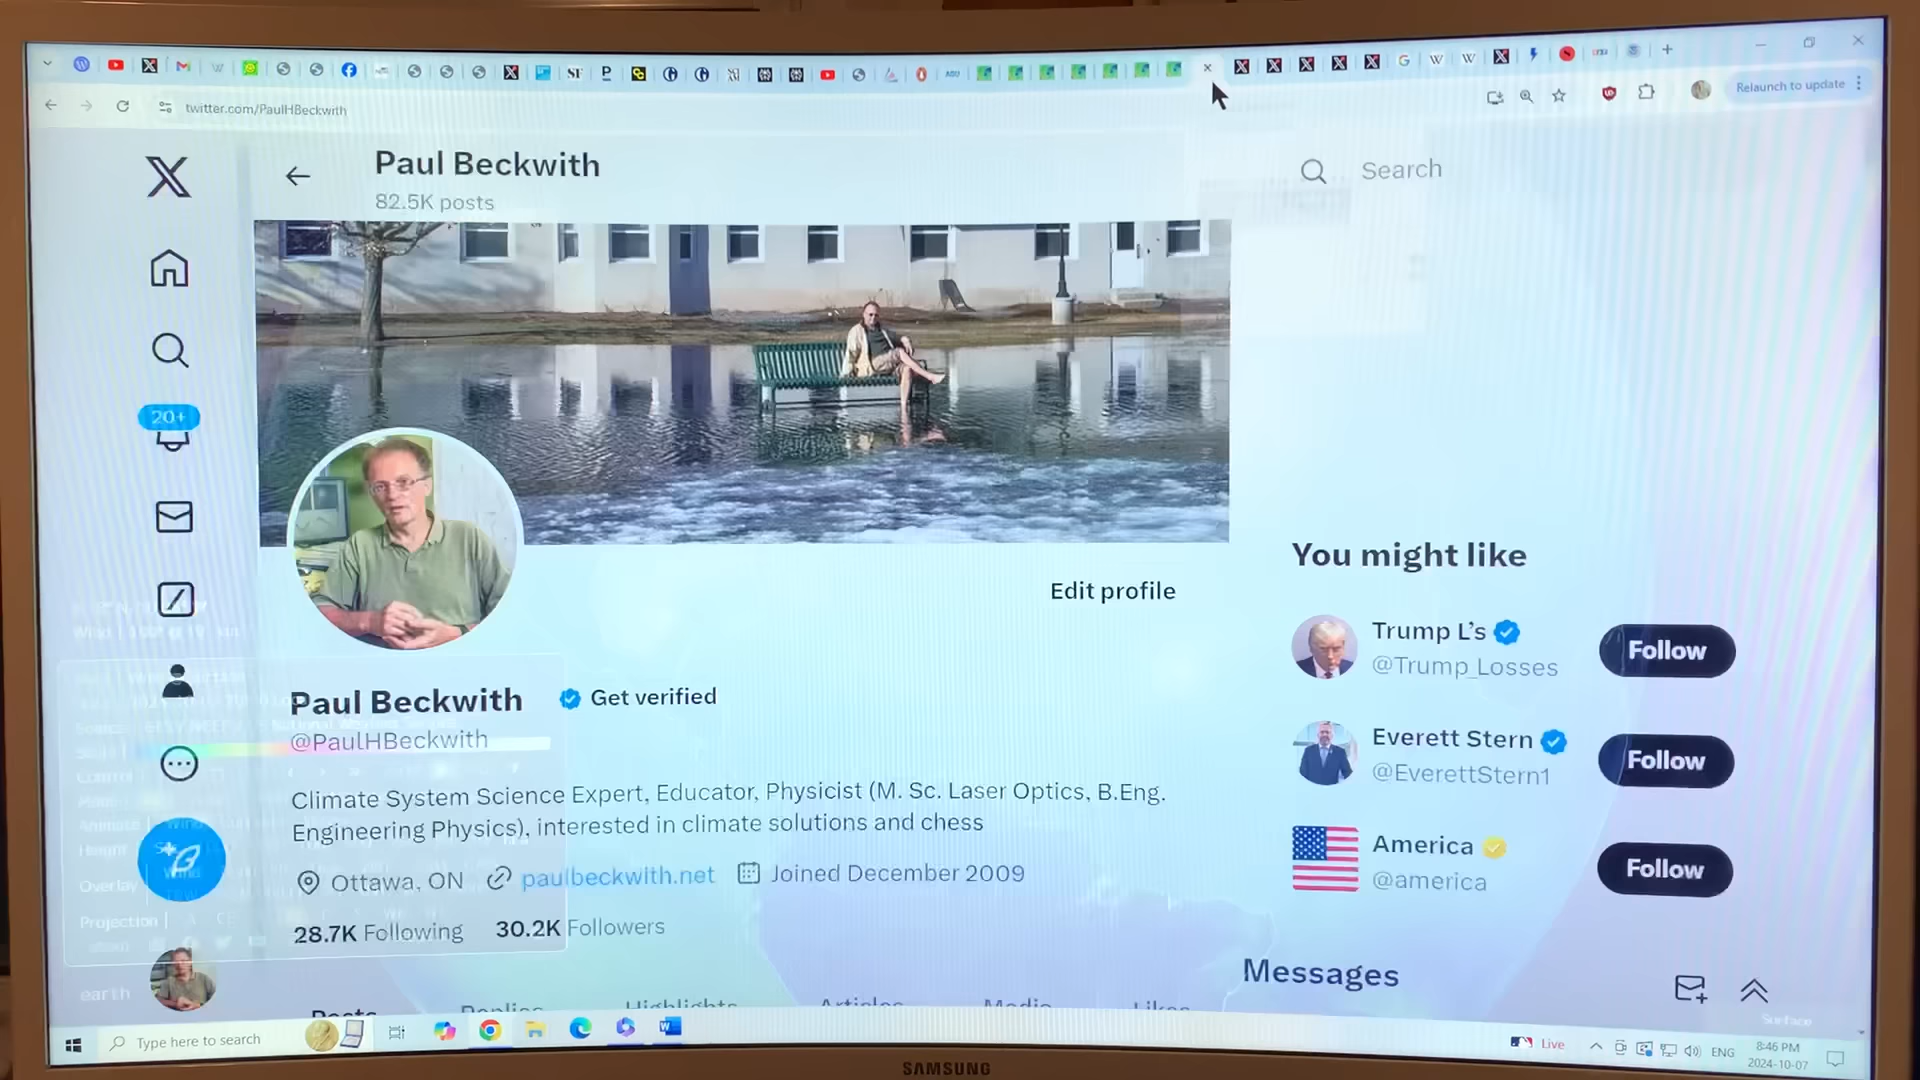 twitter.com/PaulHBeckwith
Relaunch to update
Paul Beckwith
82.5K posts
Search
20+
Edit profile
You might like
Trump L's
@Trump_Losses
Follow
Everett Stern
@EverettStern1
Follow
America
@america
Follow
Paul Beckwith
Get verified
@PaulHBeckwith
Climate System Science Expert, Educator, Physicist (M. Sc. Laser Optics, B.Eng.
Engineering Physics), interested in climate solutions and chess
Ottawa, ON
paulbeckwith.net
Joined December 2009
28.7K Following
30.2K Followers
Overlay
Projection
earth
Messages
Posts
Replies
Highlights
Articles
Media
Likes
Surface
Type here to search
Live
ENG
8:46 PM
2024-10-07
SAMSUNG